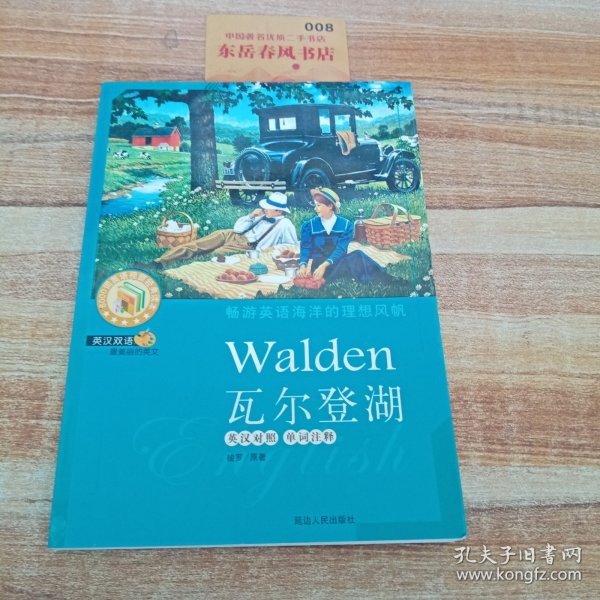 008
中国著名优质二手书店
东岳春风书店
畅游英语海洋的理想风帆
英汉双语
最美丽的英文
Walden
瓦尔登湖
英汉对照 单词注释
English
梭罗 原著
延边人民出版社
孔夫子旧书网
www.kongfz.com